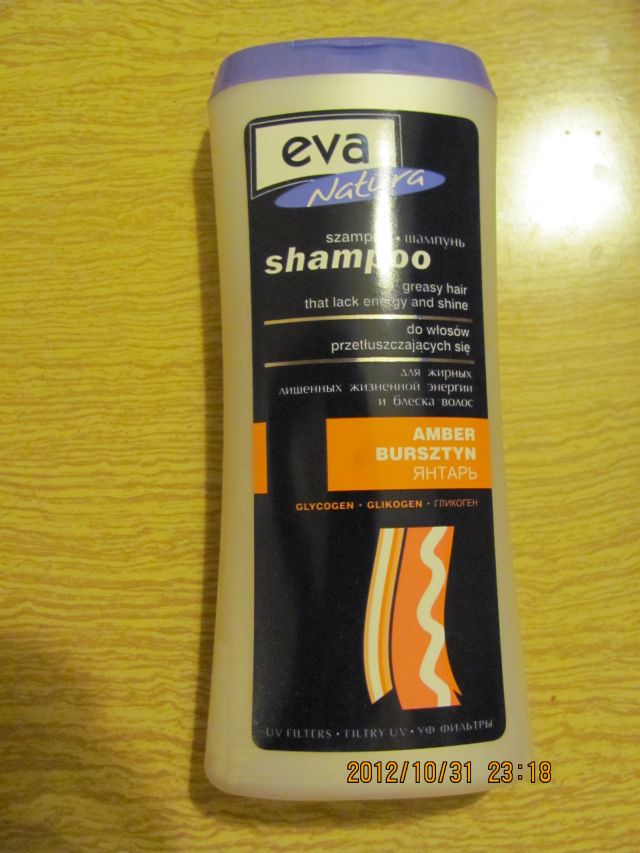 eva
Natura
szampon • шампунь
shampoo
greasy hair
that lack energy and shine
do włosów
przetłuszczających się
для жирных
лишенных жизненной энергии
и блеска волос
AMBER
BURSZTYN
ЯНТАРЬ
GLYCOGEN • GLIKOGEN • ГЛИКОГЕН
UV FILTERS • FILTRY UV • УФ ФИЛЬТРЫ
2012/10/31 23:18